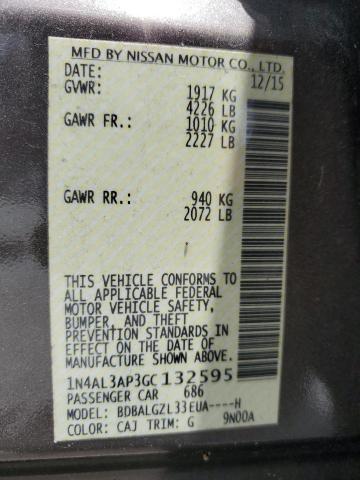 MFD BY NISSAN MOTOR CO., LTD.
DATE: 12/15
GVWR: 1917 KG
4226 LB
GAWR FR.: 1010 KG
2227 LB
GAWR RR.: 940 KG
2072 LB
THIS VEHICLE CONFORMS TO
ALL APPLICABLE FEDERAL
MOTOR VEHICLE SAFETY,
BUMPER, AND THEFT
PREVENTION STANDARDS IN
EFFECT ON THE DATE OF
MANUFACTURE SHOWN ABOVE.
1N4AL3AP3GC132595
PASSENGER CAR 686
MODEL: BDBALGZL33EUA----H
COLOR: CAJ TRIM: G 9N00A